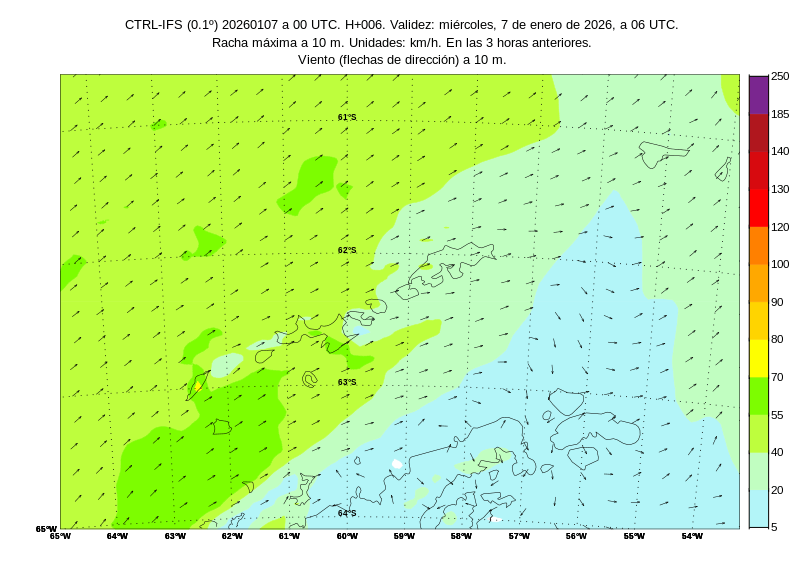 CTRL-IFS (0.1º) 20260107 a 00 UTC. H+006. Validez: miércoles, 7 de enero de 2026, a 06 UTC.
Racha máxima a 10 m. Unidades: km/h. En las 3 horas anteriores.
Viento (flechas de dirección) a 10 m.
250
185
140
130
120
100
90
80
70
55
40
20
5
61°S
62°S
63°S
64°S
65°W
65°W 64°W 63°W 62°W 61°W 60°W 59°W 58°W 57°W 56°W 55°W 54°W